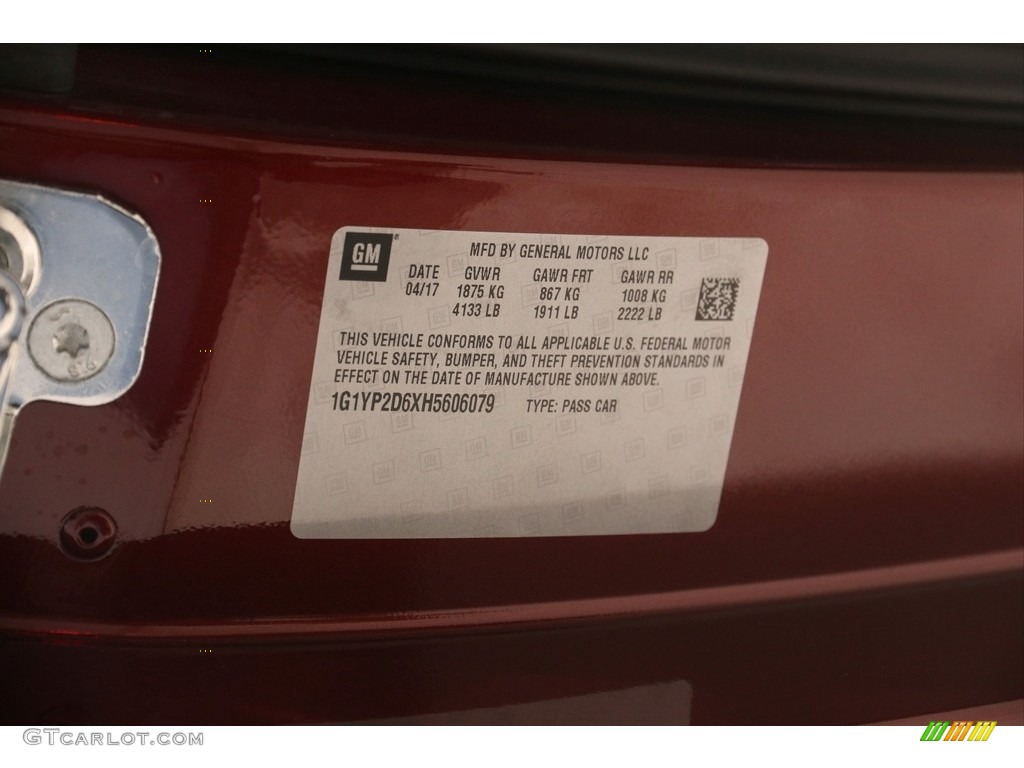 GM
MFD BY GENERAL MOTORS LLC
DATE GVWR GAWR FRT GAWR RR
04/17 1875 KG 867 KG 1008 KG
4133 LB 1911 LB 2222 LB
THIS VEHICLE CONFORMS TO ALL APPLICABLE U.S. FEDERAL MOTOR
VEHICLE SAFETY, BUMPER, AND THEFT PREVENTION STANDARDS IN
EFFECT ON THE DATE OF MANUFACTURE SHOWN ABOVE.
1G1YP2D6XH5606079 TYPE: PASS CAR
GTcarlot.com